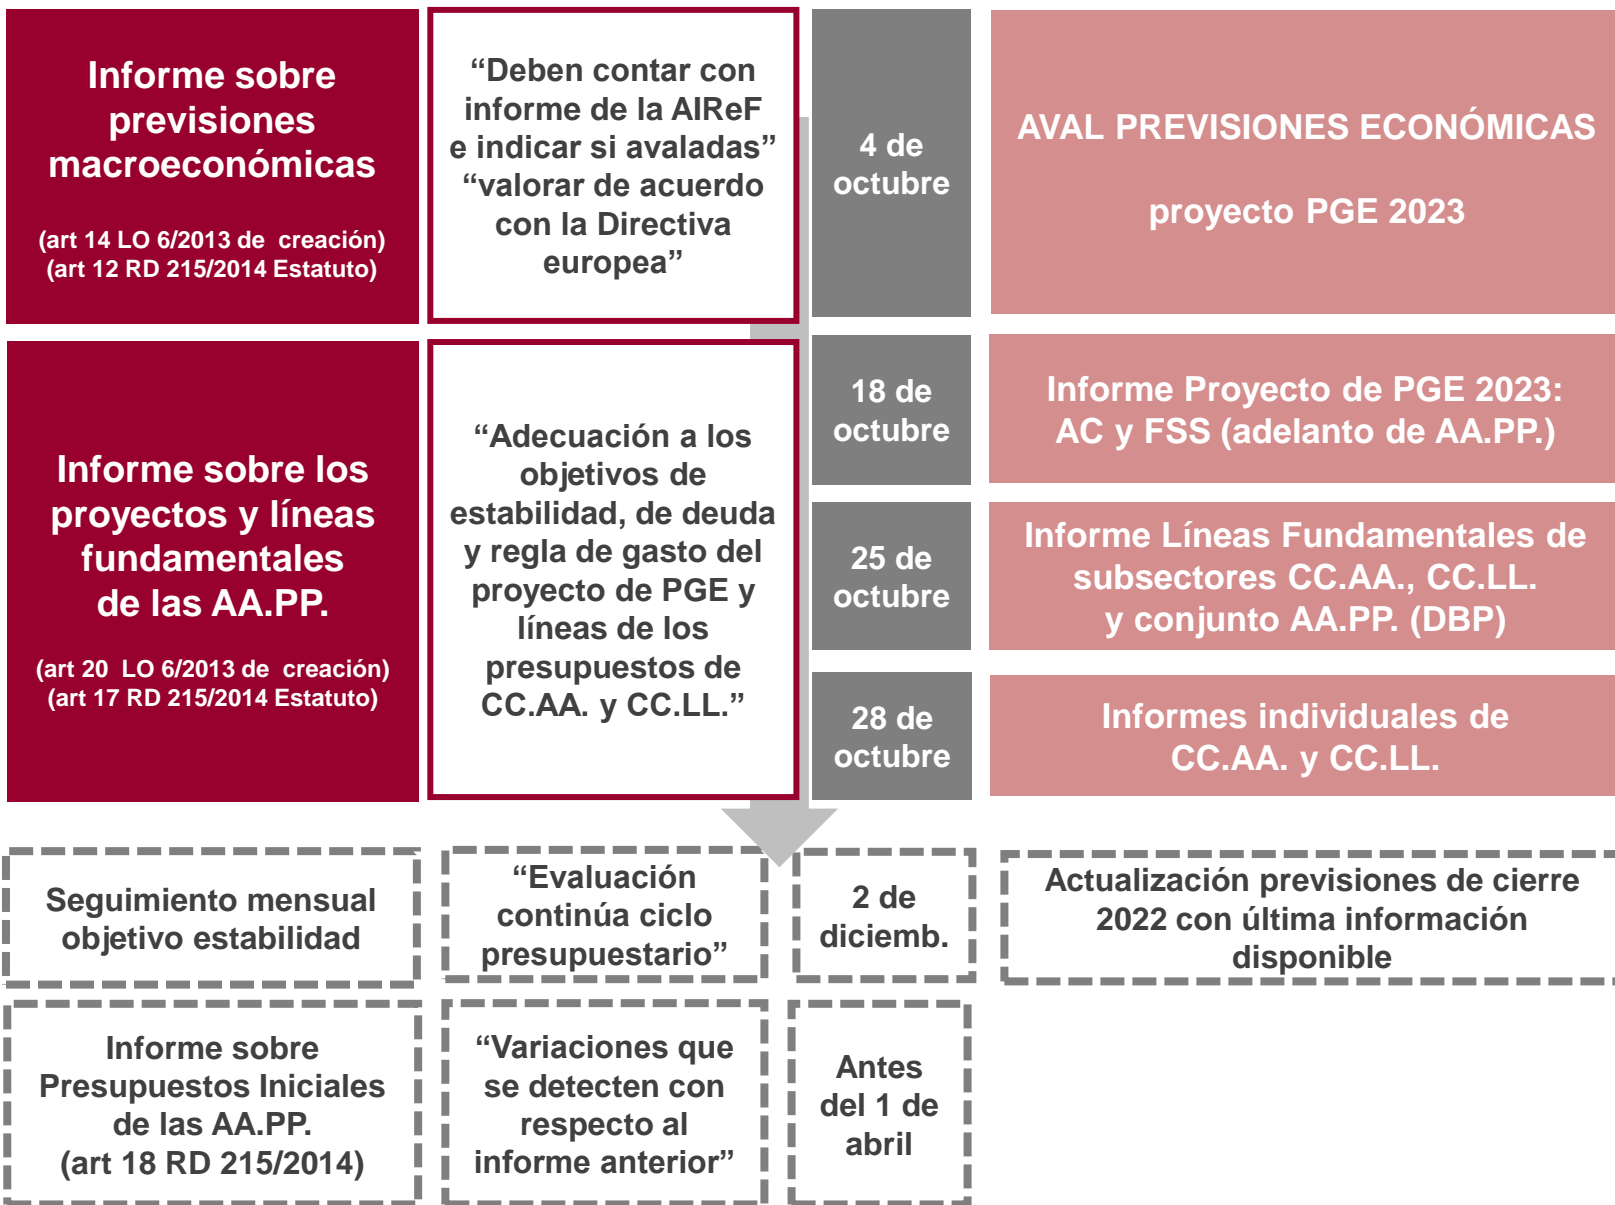 Informe sobre
previsiones
macroeconómicas
(art 14 LO 6/2013 de creación)
(art 12 RD 215/2014 Estatuto)
“Deben contar con
informe de la AIReF
e indicar si avaladas”
“valorar de acuerdo
con la Directiva
europea”
4 de
octubre
AVAL PREVISIONES ECONÓMICAS
proyecto PGE 2023
Informe sobre los
proyectos y líneas
fundamentales
de las AA.PP.
(art 20 LO 6/2013 de creación)
(art 17 RD 215/2014 Estatuto)
“Adecuación a los
objetivos de
estabilidad, de deuda
y regla de gasto del
proyecto de PGE y
líneas de los
presupuestos de
CC.AA. y CC.LL.”
18 de
octubre
Informe Proyecto de PGE 2023:
AC y FSS (adelanto de AA.PP.)
25 de
octubre
Informe Líneas Fundamentales de
subsectores CC.AA., CC.LL.
y conjunto AA.PP. (DBP)
28 de
octubre
Informes individuales de
CC.AA. y CC.LL.
Seguimiento mensual
objetivo estabilidad
“Evaluación
continúa ciclo
presupuestario”
2 de
diciemb.
Actualización previsiones de cierre
2022 con última información
disponible
Informe sobre
Presupuestos Iniciales
de las AA.PP.
(art 18 RD 215/2014)
“Variaciones que
se detecten con
respecto al
informe anterior”
Antes
del 1 de
abril